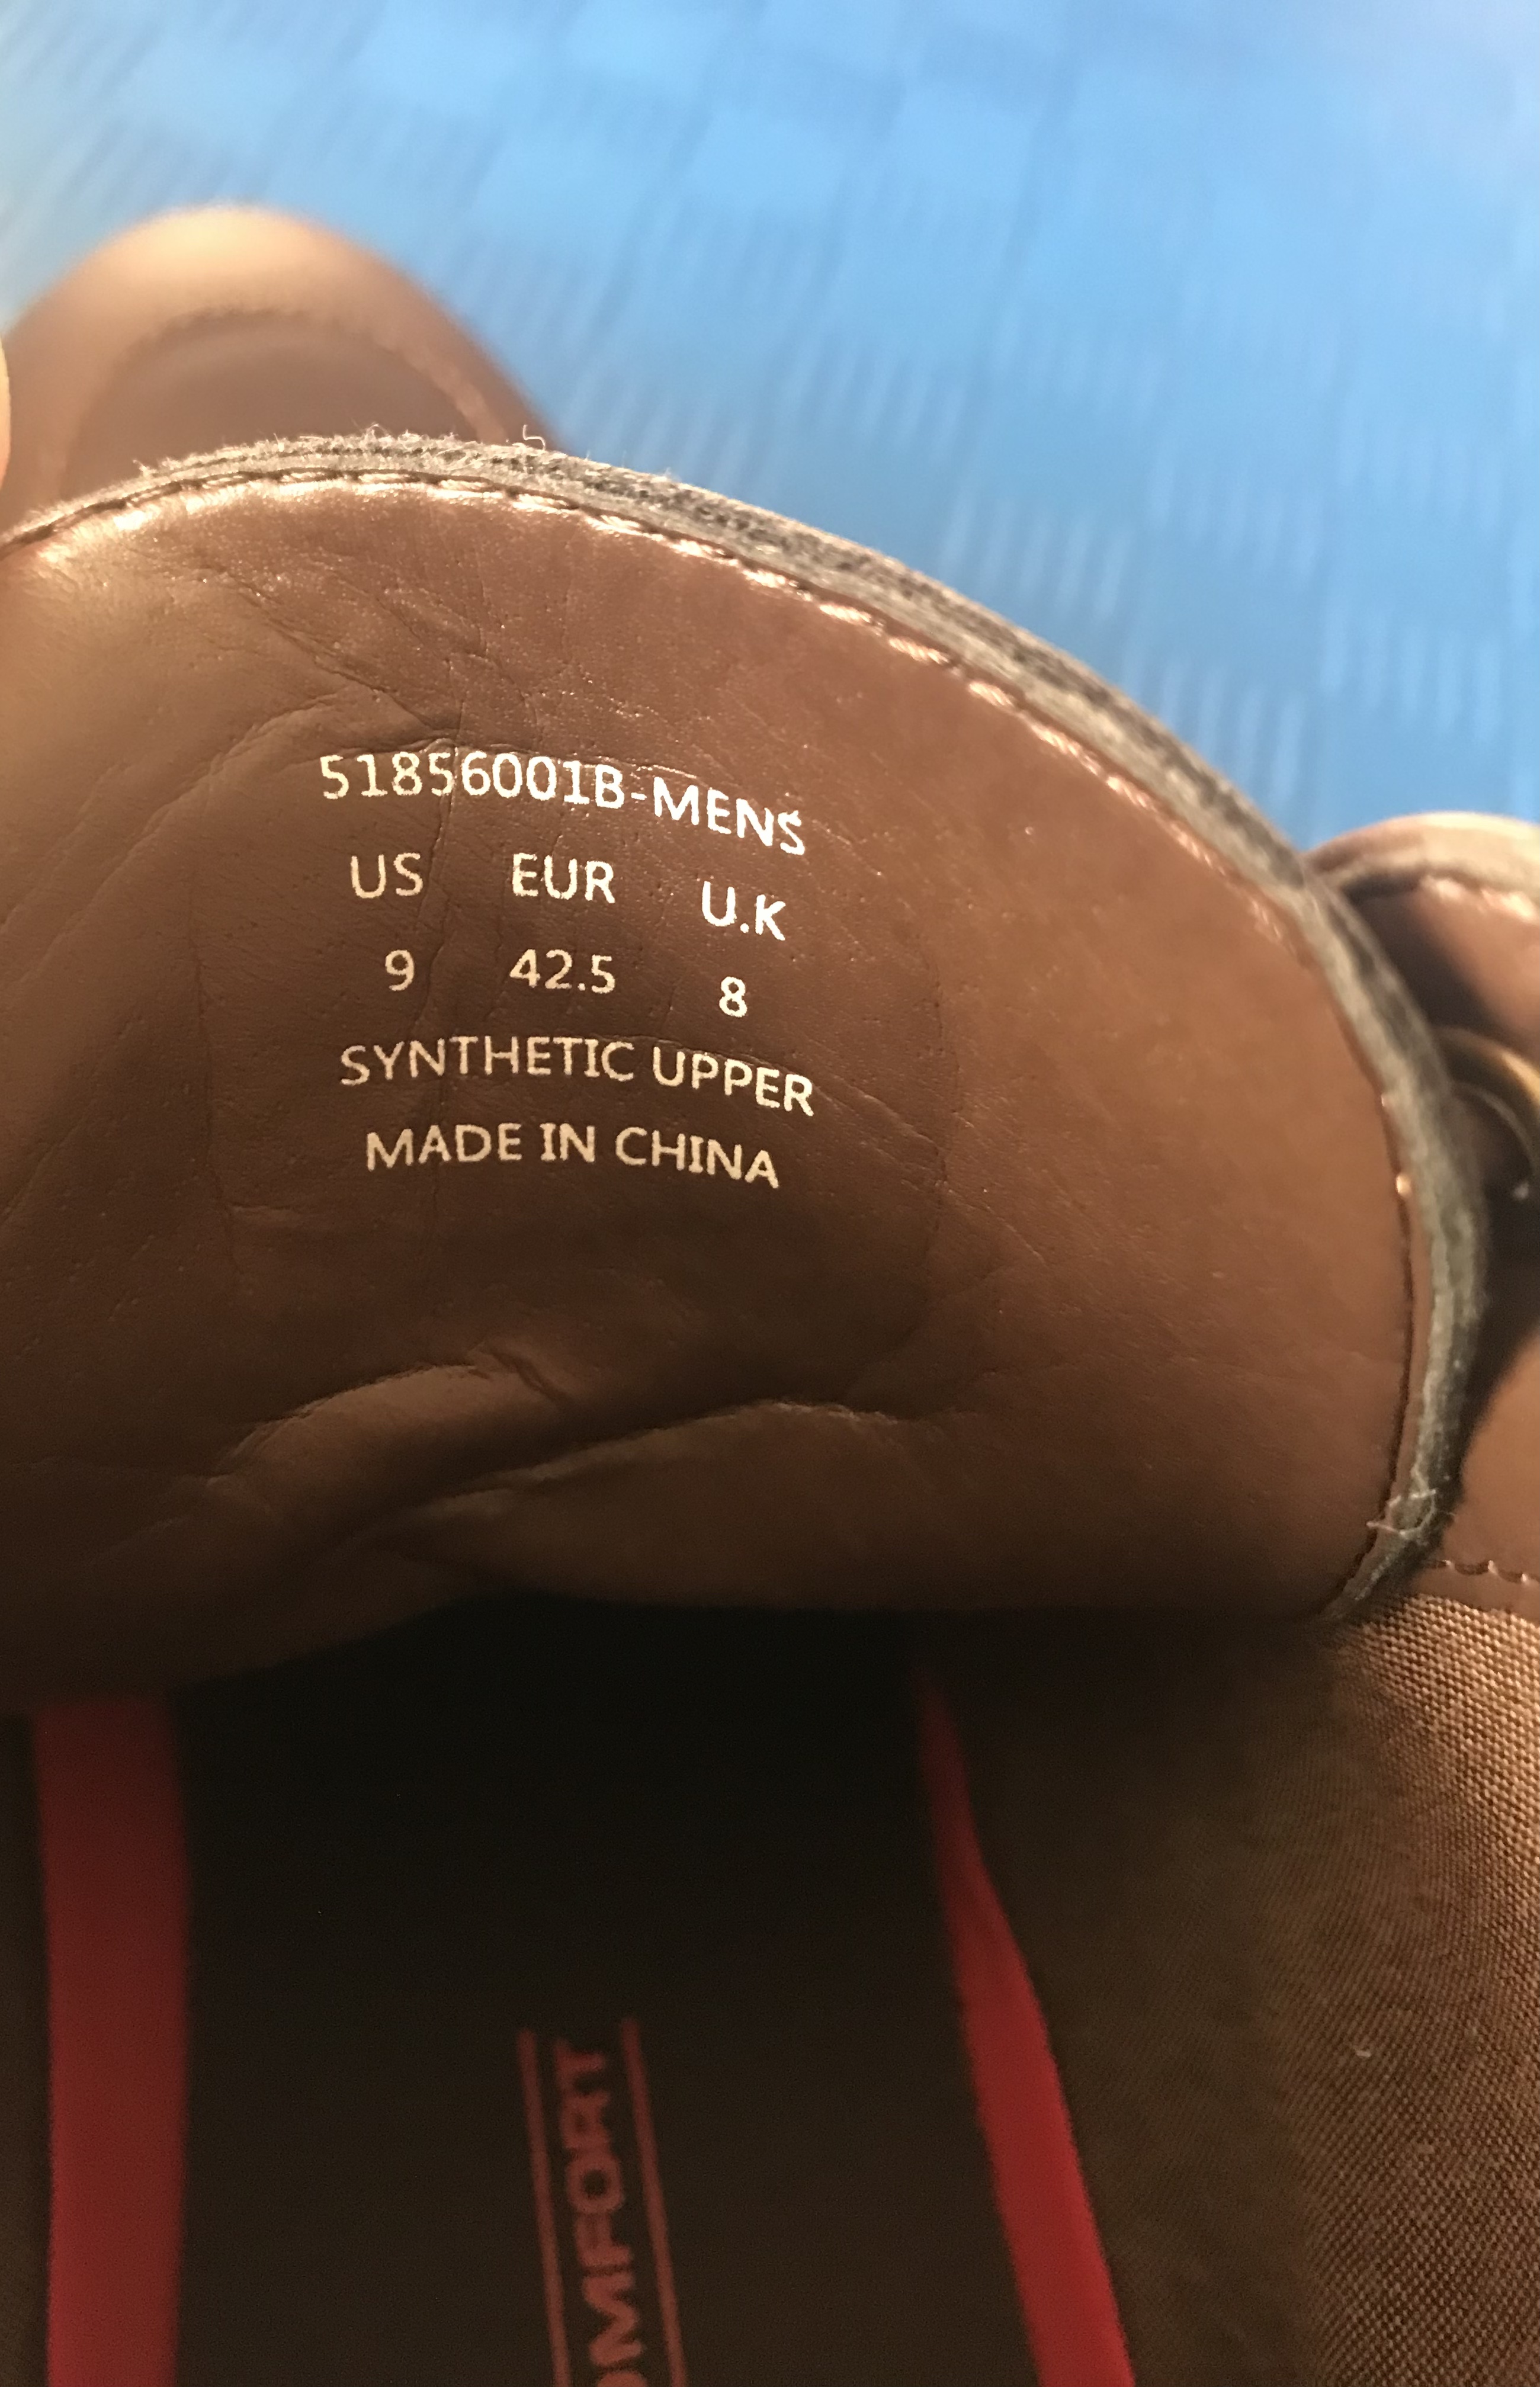 51856001B-MENS
US EUR U.K
9 42.5 8
SYNTHETIC UPPER
MADE IN CHINA